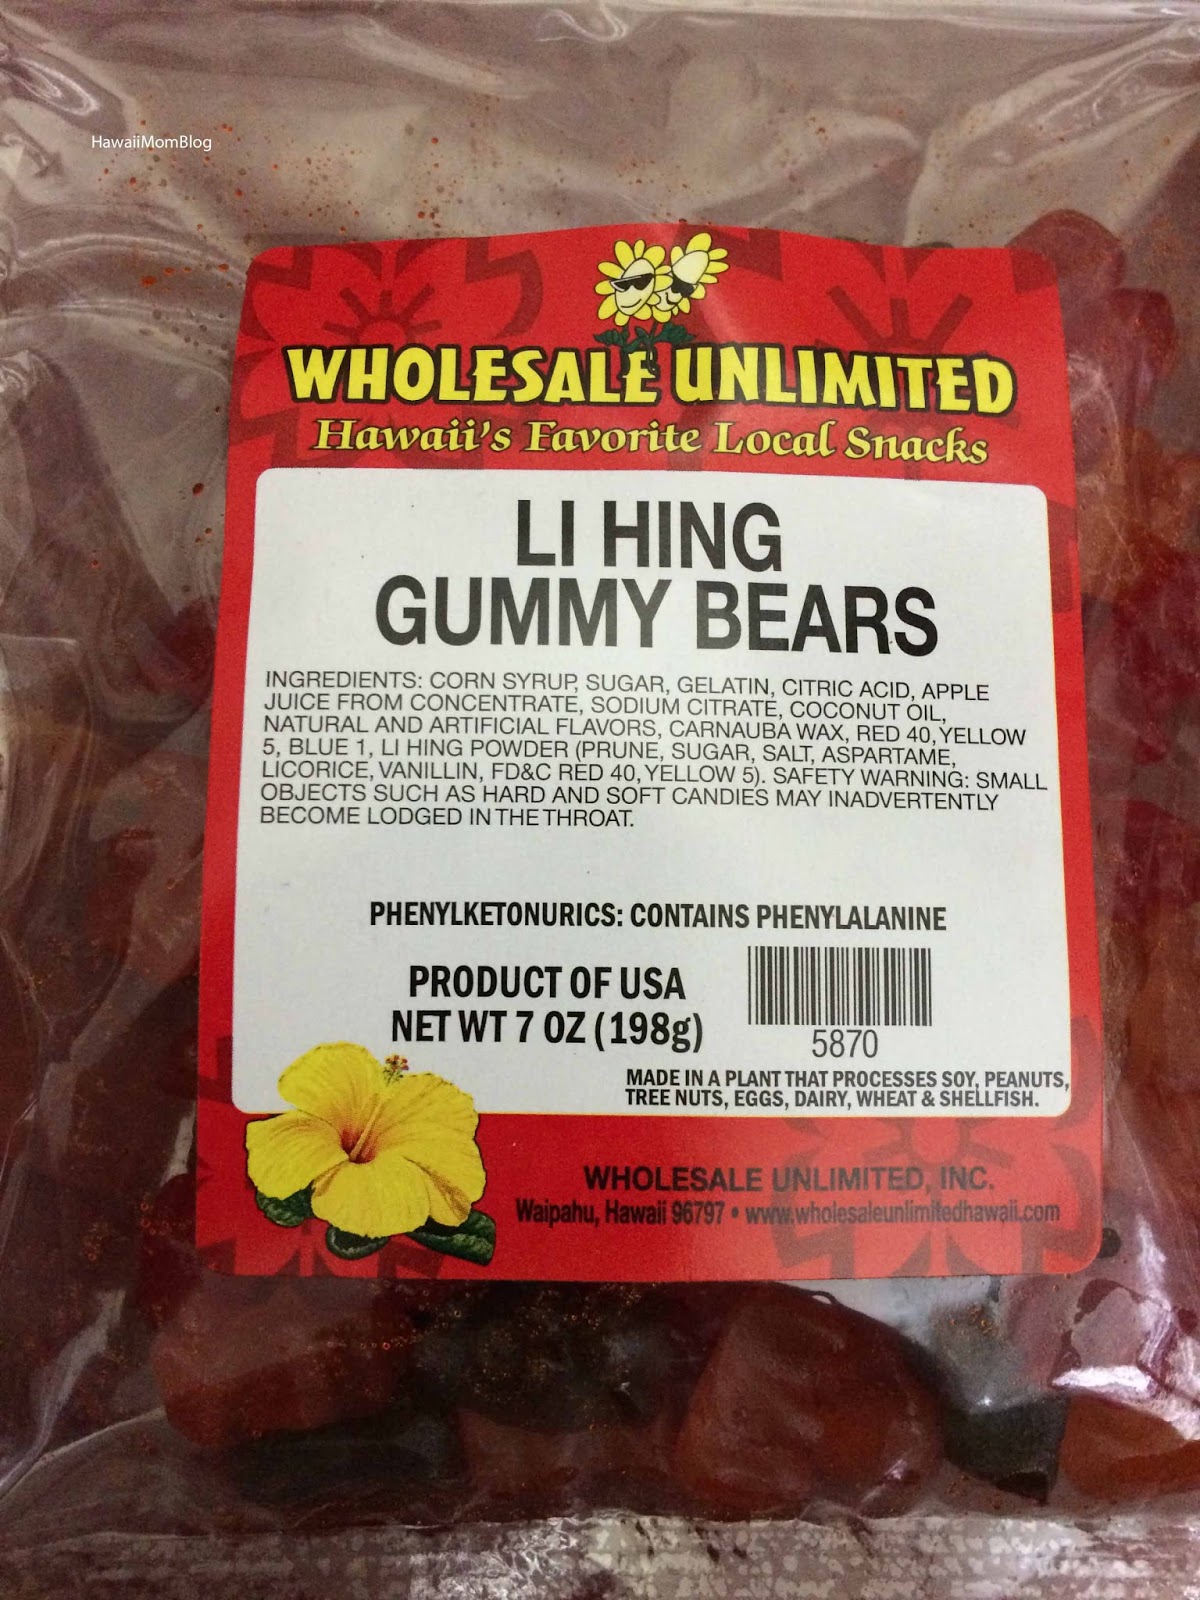 HawaiiMomBlog
WHOLESALE UNLIMITED
Hawaii's Favorite Local Snacks
LI HING
GUMMY BEARS
INGREDIENTS: CORN SYRUP, SUGAR, GELATIN, CITRIC ACID, APPLE
JUICE FROM CONCENTRATE, SODIUM CITRATE, COCONUT OIL,
NATURAL AND ARTIFICIAL FLAVORS, CARNAUBA WAX, RED 40, YELLOW
5, BLUE 1, LI HING POWDER (PRUNE, SUGAR, SALT, ASPARTAME,
LICORICE, VANILLIN, FD&C RED 40, YELLOW 5). SAFETY WARNING: SMALL
OBJECTS SUCH AS HARD AND SOFT CANDIES MAY INADVERTENTLY
BECOME LODGED IN THE THROAT.
PHENYLKETONURICS: CONTAINS PHENYLALANINE
PRODUCT OF USA
NET WT 7 OZ (198g)
5870
MADE IN A PLANT THAT PROCESSES SOY, PEANUTS,
TREE NUTS, EGGS, DAIRY, WHEAT & SHELLFISH.
WHOLESALE UNLIMITED, INC.
Waipahu, Hawaii 96797 • www.wholesaleunlimitedhawaii.com